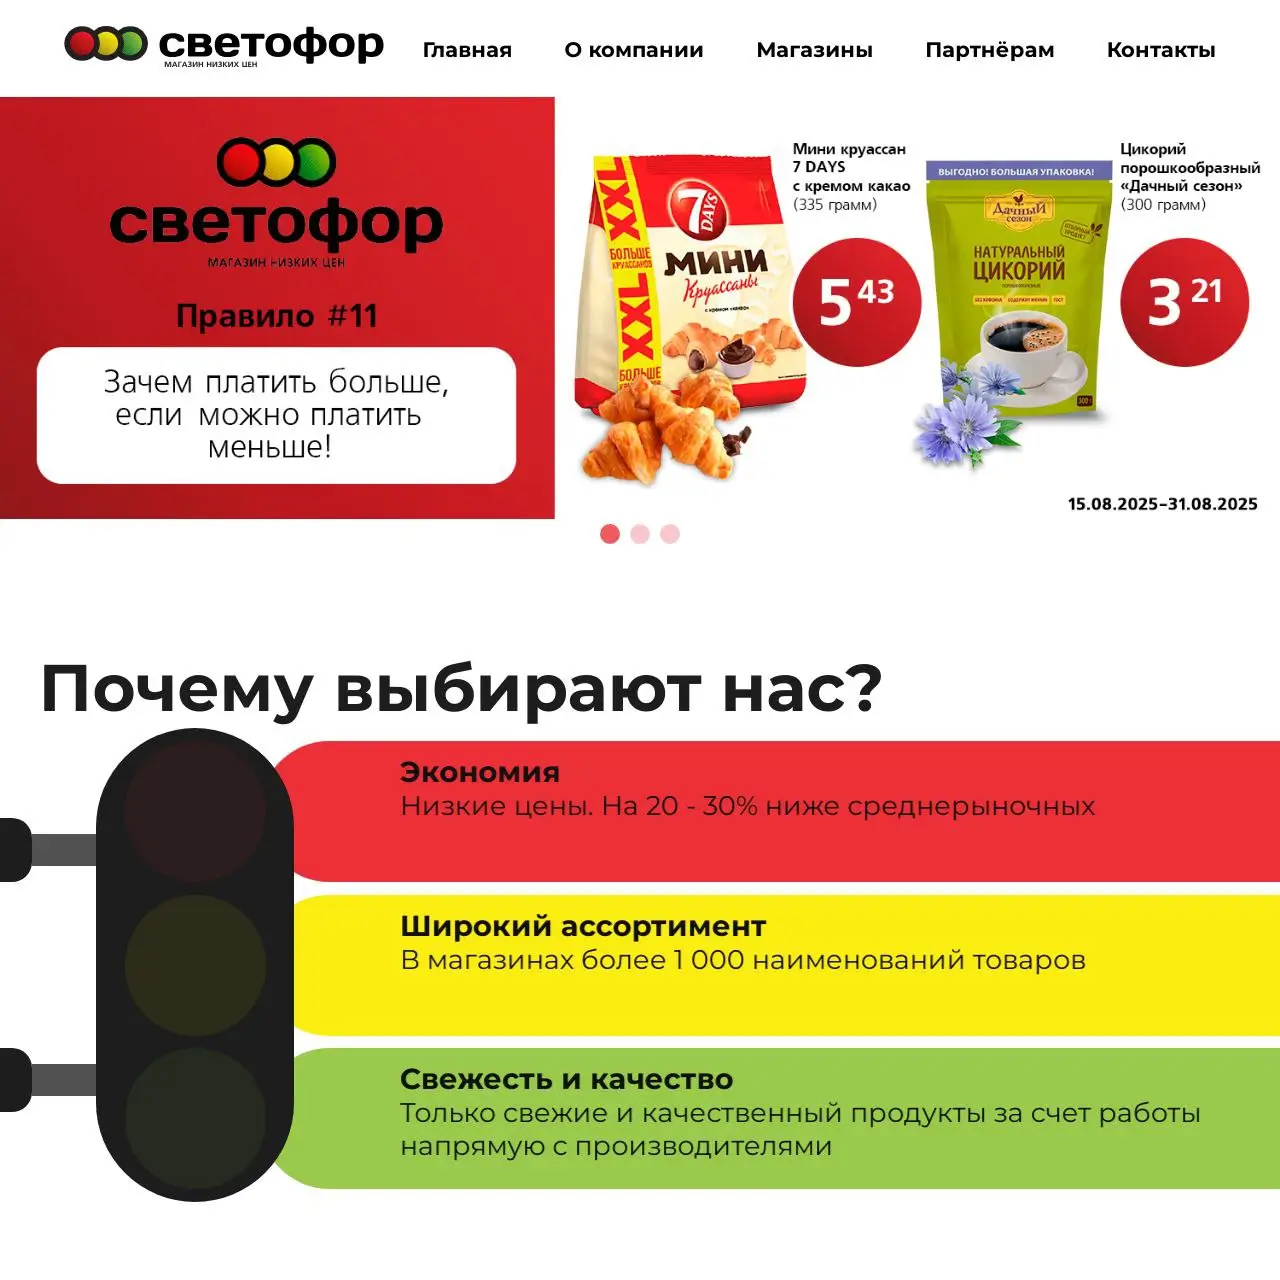 светофор
МАГАЗИН НИЗКИХ ЦЕН
Главная
О компании
Магазины
Партнёрам
Контакты
светофор
МАГАЗИН НИЗКИХ ЦЕН
Правило #11
Зачем платить больше,
если можно платить
меньше!
XXL
БОЛЬШЕ
КРУАССАНОВ
XXL
БОЛЬШЕ
7
DAYS
МИНИ
Круассаны
Мини круассан
7 DAYS
с кремом какао
(335 грамм)
5 43
ВЫГОДНО! БОЛЬШАЯ УПАКОВКА!
Дачный
сезон
НАТУРАЛЬНЫЙ
ЦИКОРИЙ
Цикорий
порошкообразный
«Дачный сезон»
(300 грамм)
3 21
15.08.2025-31.08.2025
Почему выбирают нас?
Экономия
Низкие цены. На 20 - 30% ниже среднерыночных
Широкий ассортимент
В магазинах более 1 000 наименований товаров
Свежесть и качество
Только свежие и качественный продукты за счет работы
напрямую с производителями